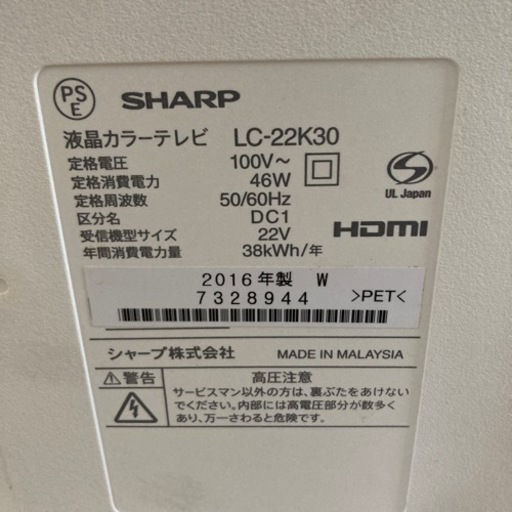 PSE SHARP
液晶カラーテレビ LC-22K30
定格電圧 100V~
定格消費電力 46W
定格周波数 50/60Hz
区分名 DC1
受信機型サイズ 22V
年間消費電力量 38kWh/年
S
UL Japan
HDMI
2016年製 W
7328944 >PET<
シャープ株式会社 MADE IN MALAYSIA
⚠警告 高圧注意
サービスマン以外の方は、裏ぶたをあけない
でください。内部には高電圧部分が数多く
あり、万一さわると危険です。